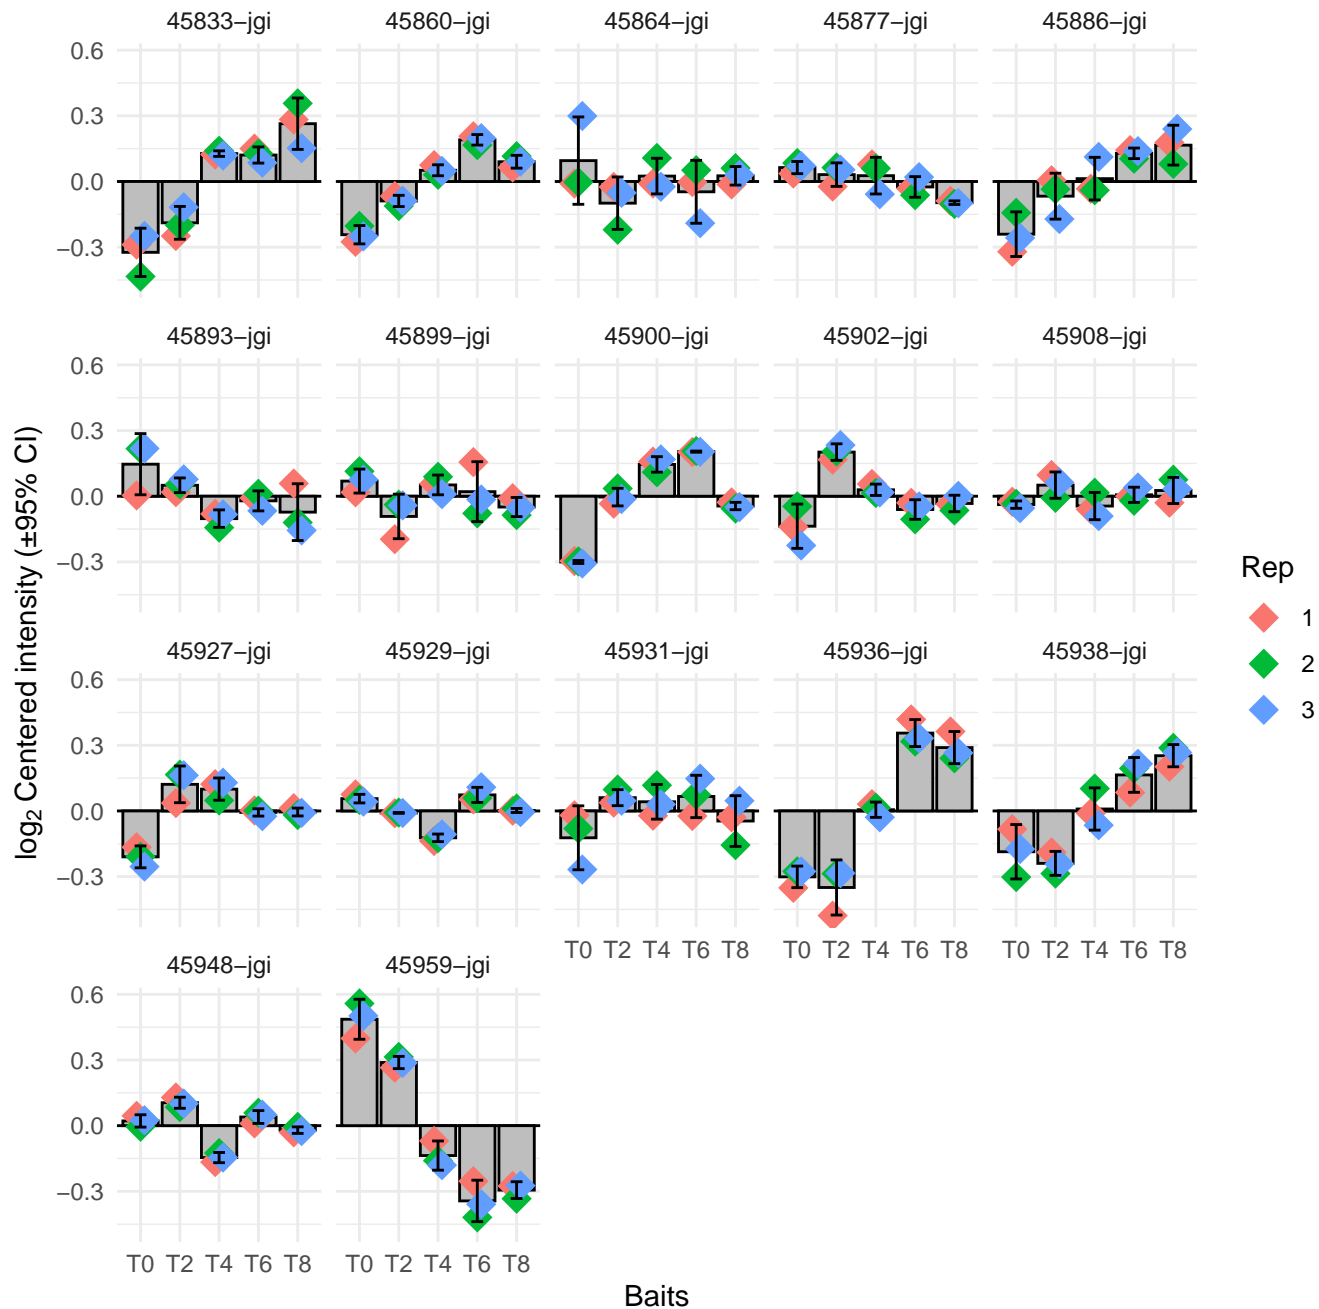 45833−jgi 45860−jgi 45864−jgi 45877−jgi 45886−jgi
0.6
0.3
0.0
−0.3
45893−jgi 45899−jgi 45900−jgi 45902−jgi 45908−jgi
0.6
0.3
0.0
−0.3
45927−jgi 45929−jgi 45931−jgi 45936−jgi 45938−jgi
0.6
0.3
0.0
−0.3
T0 T2 T4 T6 T8 T0 T2 T4 T6 T8 T0 T2 T4 T6 T8
45948−jgi 45959−jgi
0.6
0.3
0.0
−0.3
T0 T2 T4 T6 T8 T0 T2 T4 T6 T8
Baits
log2 Centered intensity (±95% CI)
Rep
1
2
3